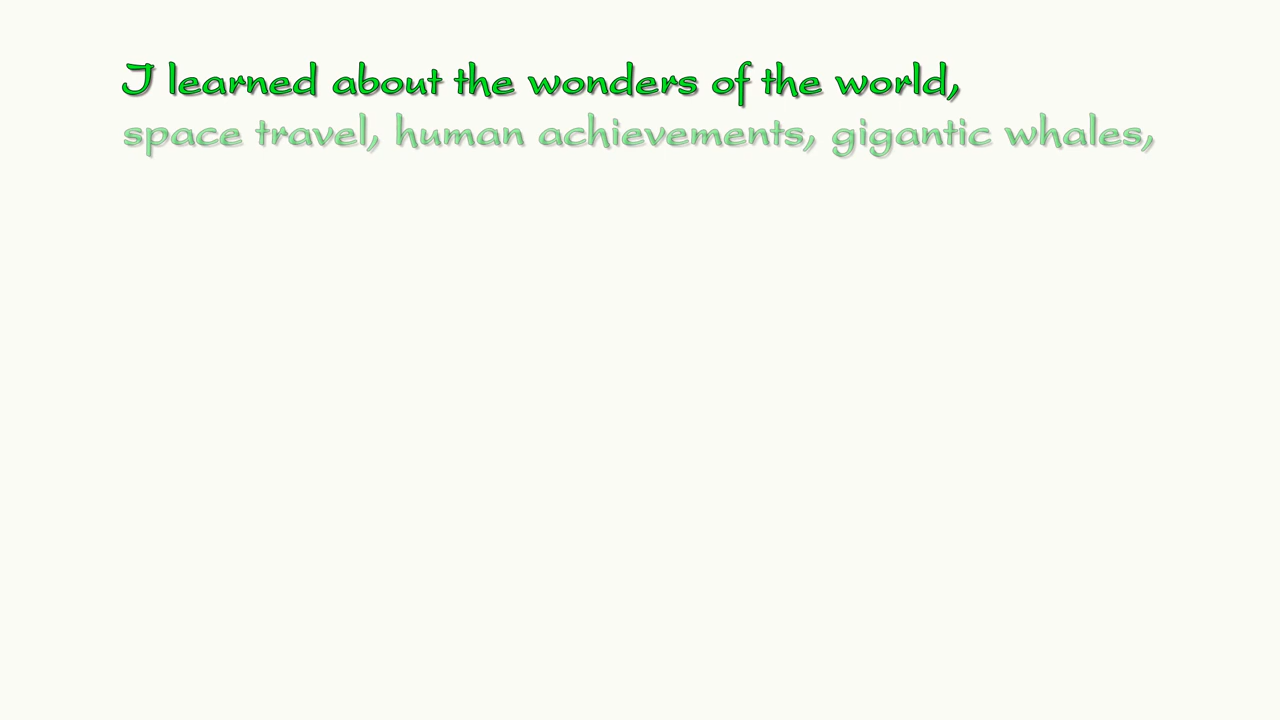 I learned about the wonders of the world,
space travel, human achievements, gigantic whales,